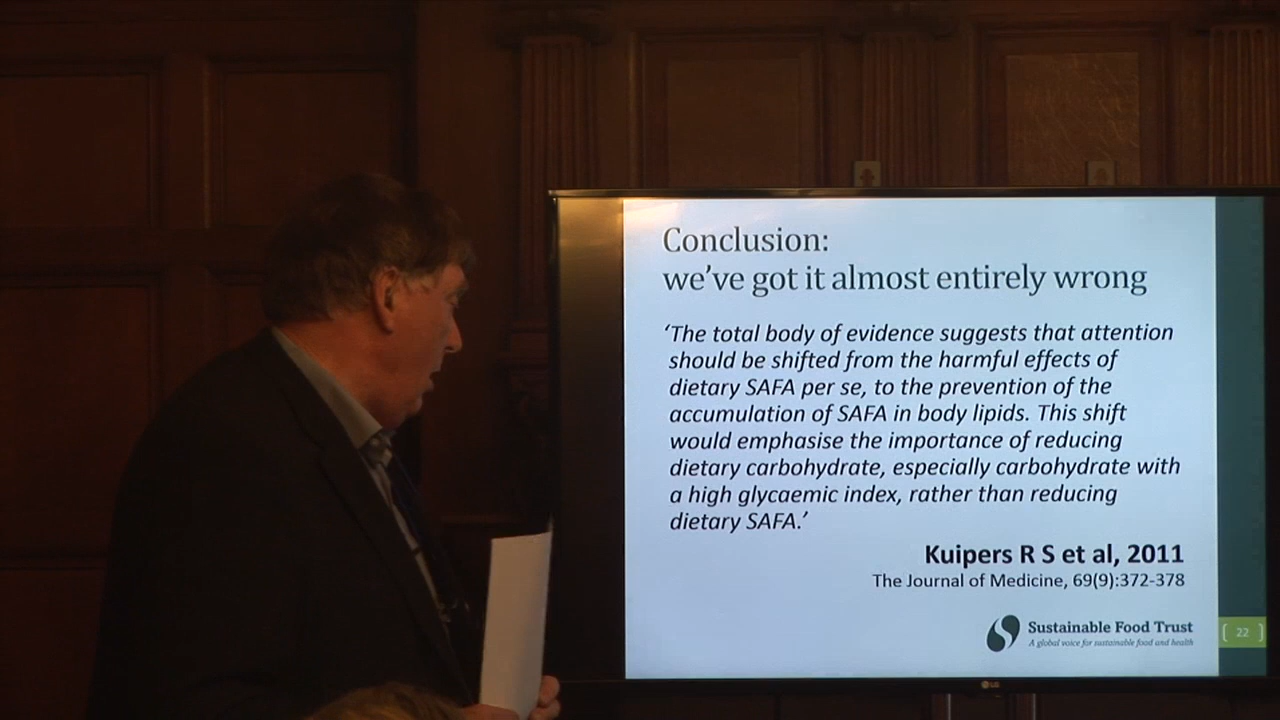 Conclusion:
we've got it almost entirely wrong
‘The total body of evidence suggests that attention
should be shifted from the harmful effects of
dietary SAFA per se, to the prevention of the
accumulation of SAFA in body lipids. This shift
would emphasise the importance of reducing
dietary carbohydrate, especially carbohydrate with
a high glycaemic index, rather than reducing
dietary SAFA.’
Kuipers R S et al, 2011
The Journal of Medicine, 69(9):372-378
Sustainable Food Trust
A global voice for sustainable food and health
[ 22 ]
LG